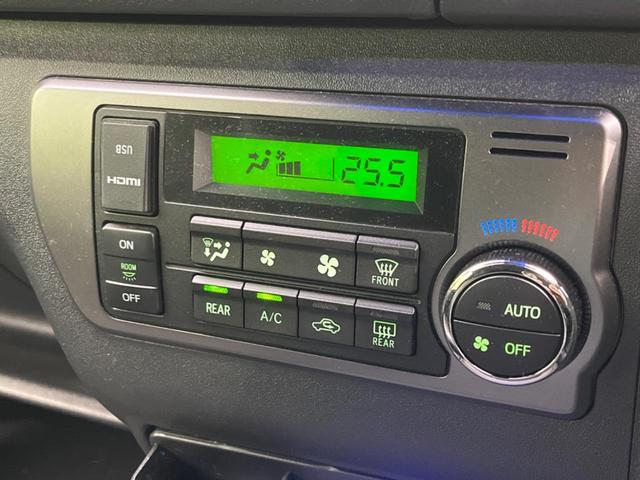 USB
HDMI
25.5
ON
ROOM
OFF
FRONT
REAR
A/C
REAR
AUTO
OFF